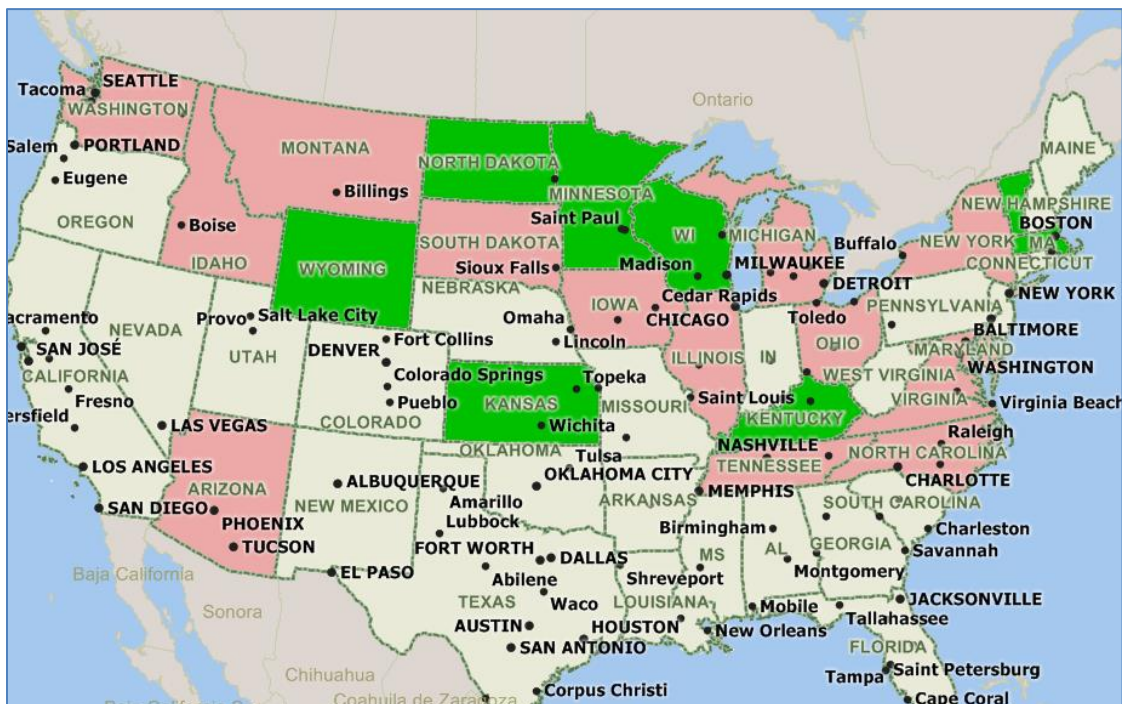 Ontario
MAINE
SEATTLE
Tacoma
WASHINGTON
Salem
PORTLAND
MONTANA
NORTH DAKOTA
Billings
MINNESOTA
Eugene
OREGON
Boise
NEW HAMPSHIRE
BOSTON
Saint Paul
WI
MICHIGAN
Buffalo
NEW YORK
MA
SOUTH DAKOTA
IDAHO
WYOMING
Sioux Falls
Madison
MILWAUKEE
CONNECTICUT
NEBRASKA
DETROIT
NEW YORK
IOWA
Cedar Rapids
PENNSYLVANIA
acramento
NEVADA
Provo
Salt Lake City
Omaha
CHICAGO
Toledo
BALTIMORE
SAN JOSÉ
UTAH
DENVER
Fort Collins
Lincoln
ILLINOIS
IN
OHIO
MARYLAND
CALIFORNIA
Colorado Springs
Topeka
WEST VIRGINIA
WASHINGTON
Fresno
Pueblo
KANSAS
MISSOURI
Saint Louis
VIRGINIA
Virginia Beach
ersfield
LAS VEGAS
COLORADO
Wichita
KENTUCKY
Raleigh
OKLAHOMA
Tulsa
NASHVILLE
NORTH CAROLINA
LOS ANGELES
OKLAHOMA CITY
TENNESSEE
CHARLOTTE
ARIZONA
ALBUQUERQUE
Amarillo
MEMPHIS
SAN DIEGO
NEW MEXICO
ARKANSAS
SOUTH CAROLINA
PHOENIX
Lubbock
Birmingham
Charleston
TUCSON
FORT WORTH
DALLAS
MS
AL
GEORGIA
Savannah
Baja California
EL PASO
Abilene
Shreveport
Montgomery
Sonora
TEXAS
Waco
LOUISIANA
Mobile
JACKSONVILLE
AUSTIN
HOUSTON
New Orleans
Tallahassee
SAN ANTONIO
FLORIDA
Chihuahua
Saint Petersburg
Tampa
Coahuila de Zaragoza
Corpus Christi
Cape Coral